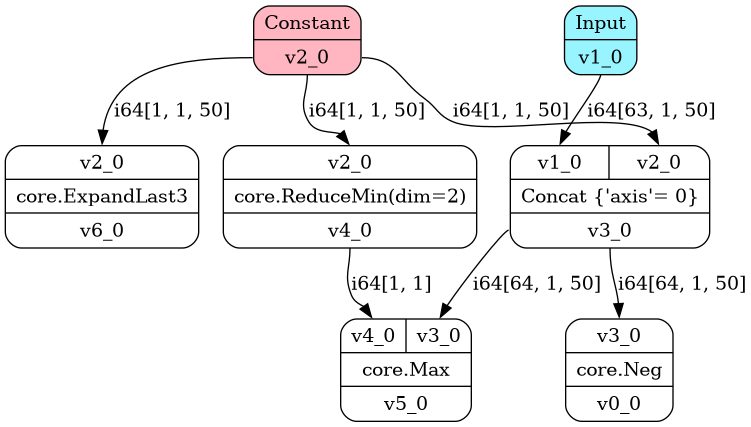 Constant
v2_0
Input
v1_0
i64[1, 1, 50]
i64[1, 1, 50]
i64[1, 1, 50]
i64[63, 1, 50]
v2_0
core.ExpandLast3
v6_0
v2_0
core.ReduceMin(dim=2)
v4_0
v1_0 v2_0
Concat {'axis'= 0}
v3_0
i64[1, 1]
i64[64, 1, 50]
i64[64, 1, 50]
v4_0 v3_0
core.Max
v5_0
v3_0
core.Neg
v0_0